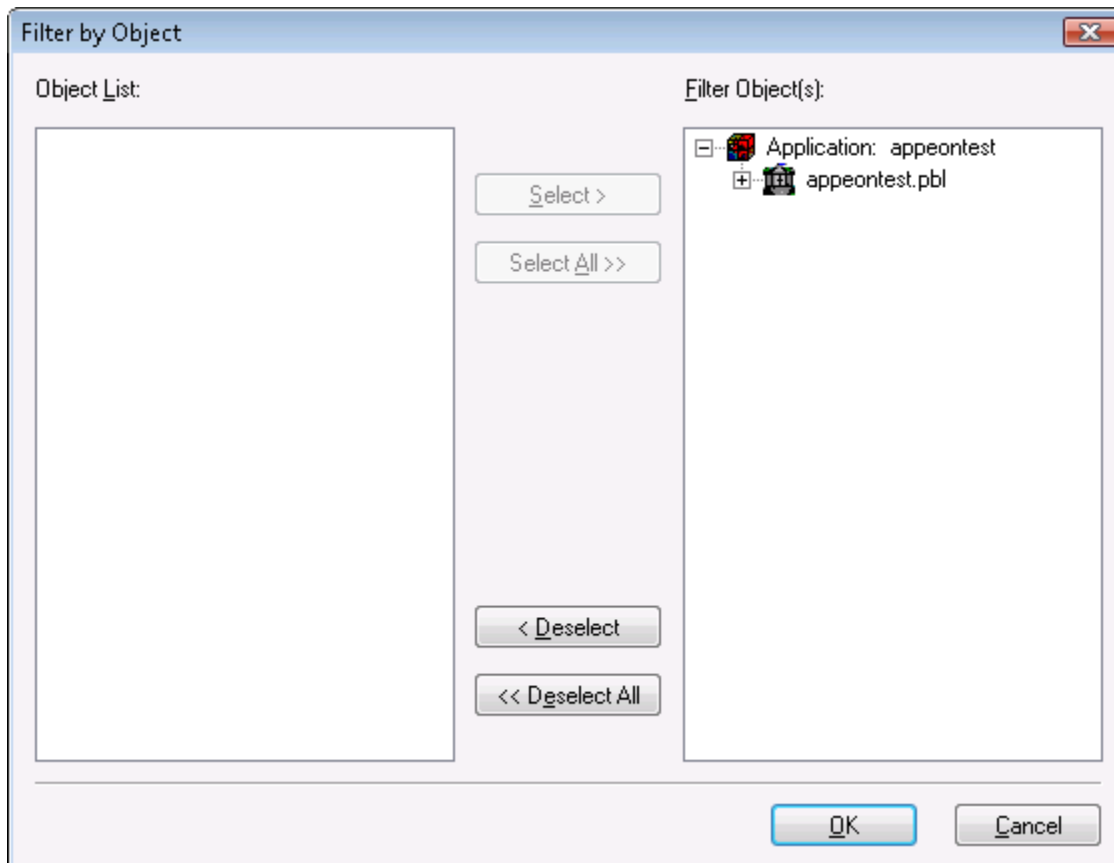 Filter by Object
Object List:
Filter Object(s):
Application: appeontest
appeontest.pbl
Select >
Select All >>
< Deselect
<< Deselect All
OK
Cancel